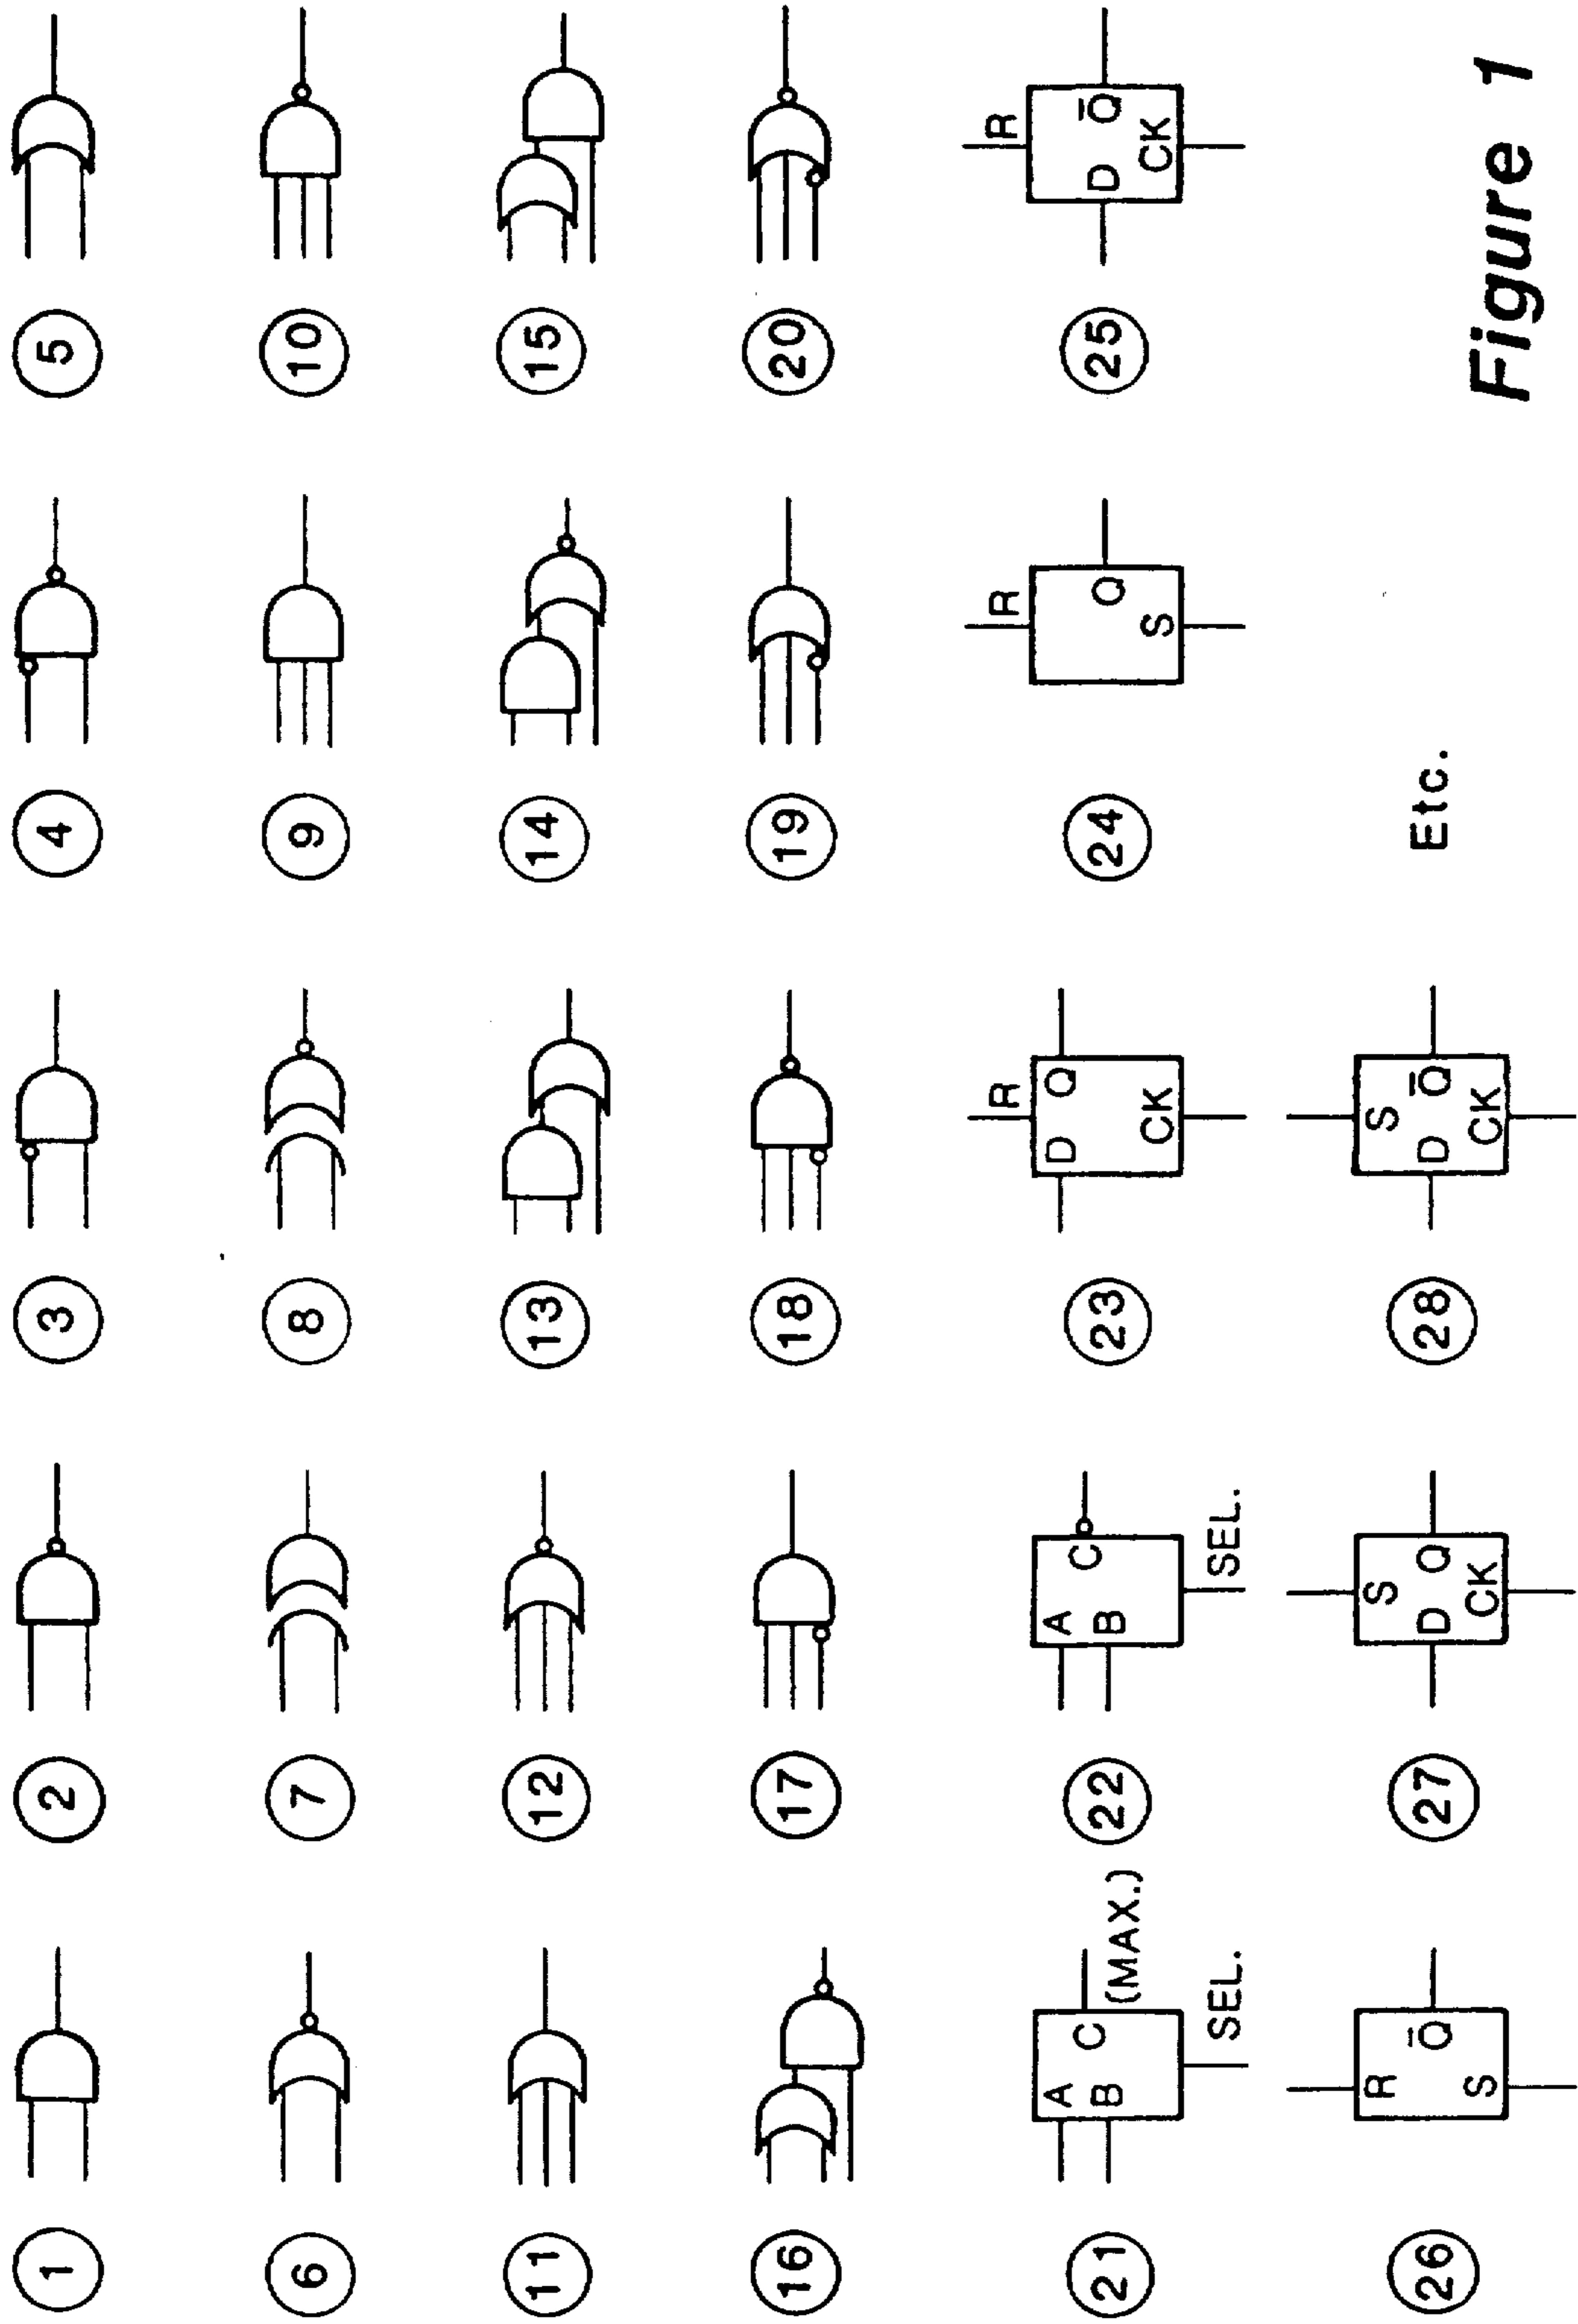 1 2 3 4 5
6 7 8 9 10
11 12 13 14 15
16 17 18 19 20
21 A B C (MAX.) SEL.
22 A B C SEL.
23 R D Q CK
24 R Q S
25 R D Q̅ CK
26 R Q̅ S
27 S D Q CK
28 S D Q̅ CK
Etc.
Figure 1